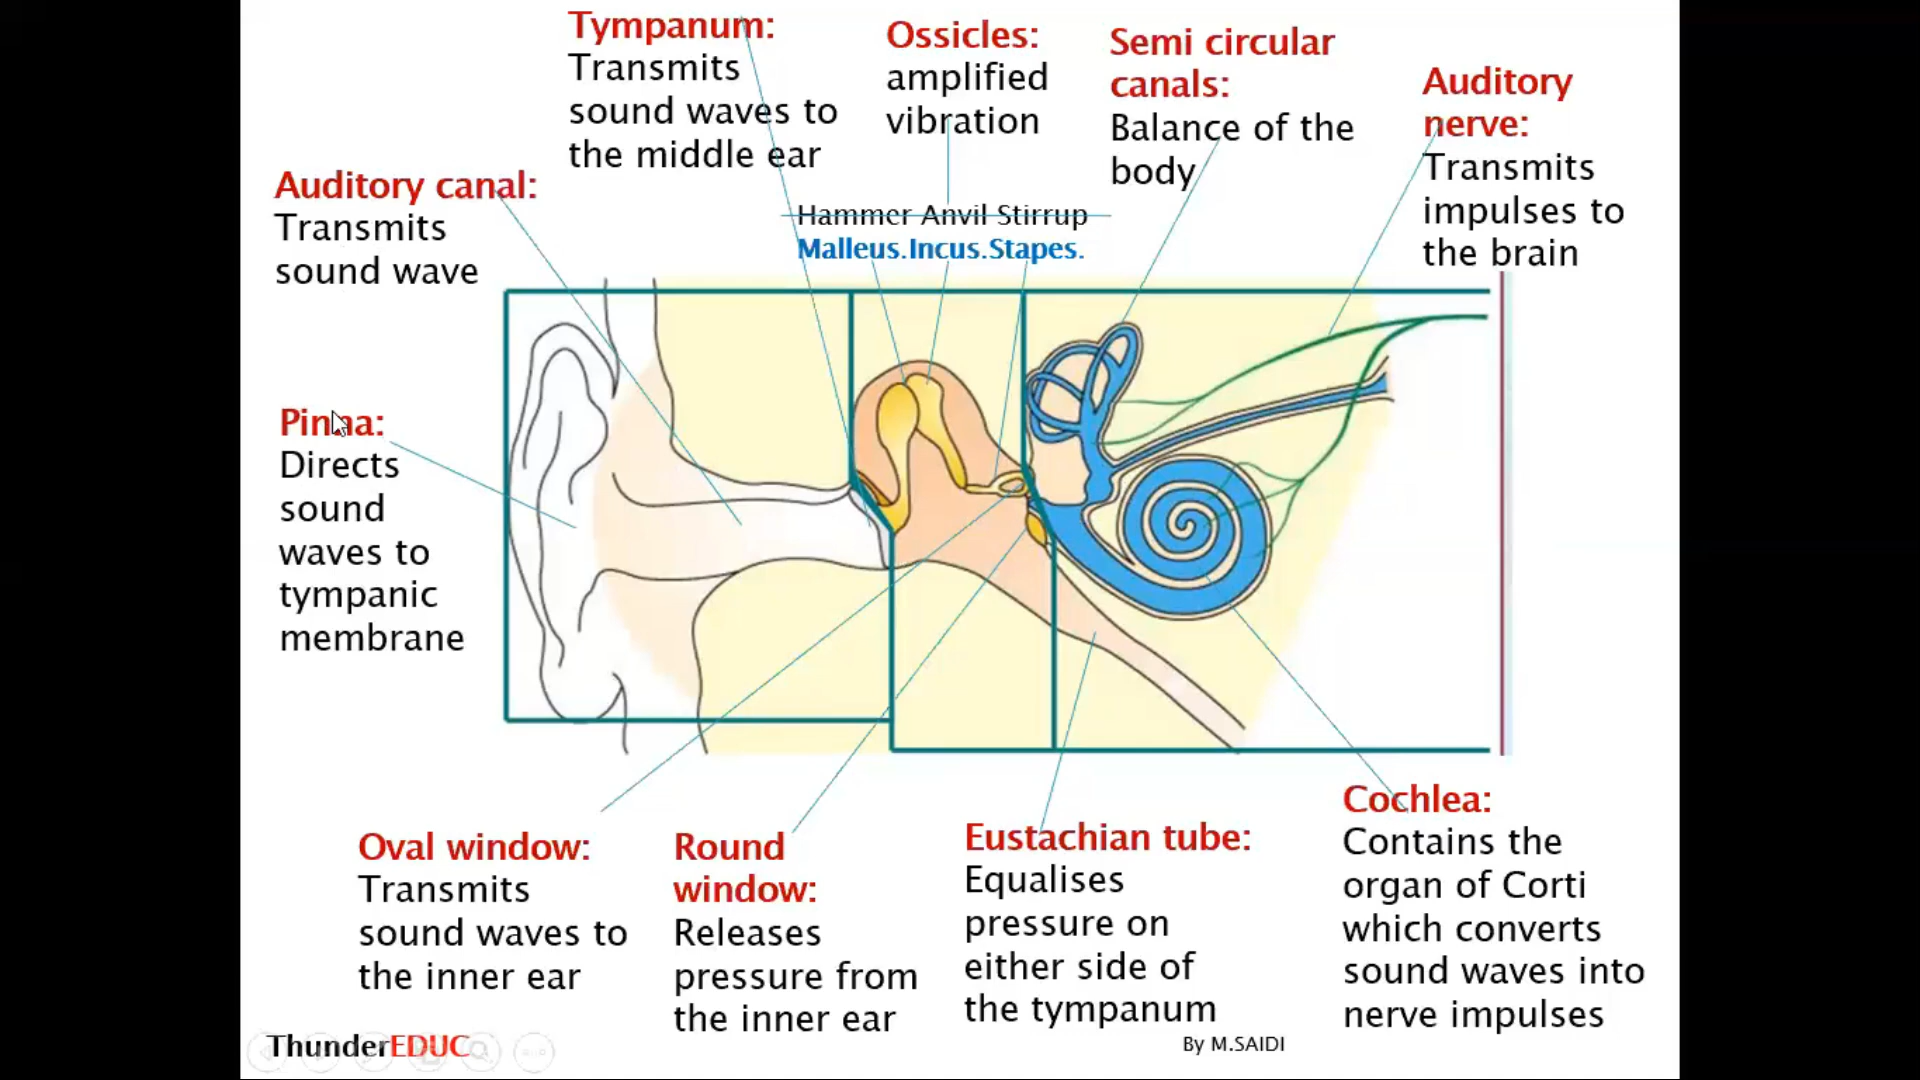 Tympanum:
Transmits
sound waves to
the middle ear
Ossicles:
amplified
vibration
Semi circular
canals:
Balance of the
body
Auditory
nerve:
Transmits
impulses to
the brain
Auditory canal:
Transmits
sound wave
Hammer Anvil Stirrup
Malleus.Incus.Stapes.
Pinna:
Directs
sound
waves to
tympanic
membrane
Oval window:
Transmits
sound waves to
the inner ear
Round
window:
Releases
pressure from
the inner ear
Eustachian tube:
Equalises
pressure on
either side of
the tympanum
Cochlea:
Contains the
organ of Corti
which converts
sound waves into
nerve impulses
ThunderEDUC
By M.SAIDI